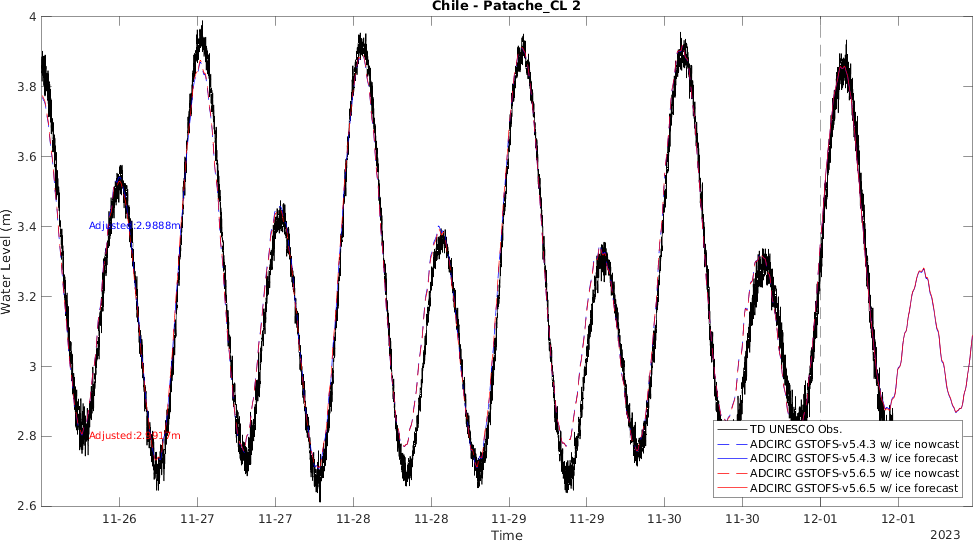 Chile - Patache_CL 2
Water Level (m)
4
3.8
3.6
3.4
3.2
3
2.8
2.6
Adjusted:2.9888m
TD UNESCO Obs.
ADCIRC GSTOFS-v5.4.3 w/ ice nowcast
ADCIRC GSTOFS-v5.4.3 w/ ice forecast
ADCIRC GSTOFS-v5.6.5 w/ ice nowcast
ADCIRC GSTOFS-v5.6.5 w/ ice forecast
11-26 11-27 11-27 11-28 11-28 11-29 11-29 11-30 11-30 12-01 12-01
Time
2023